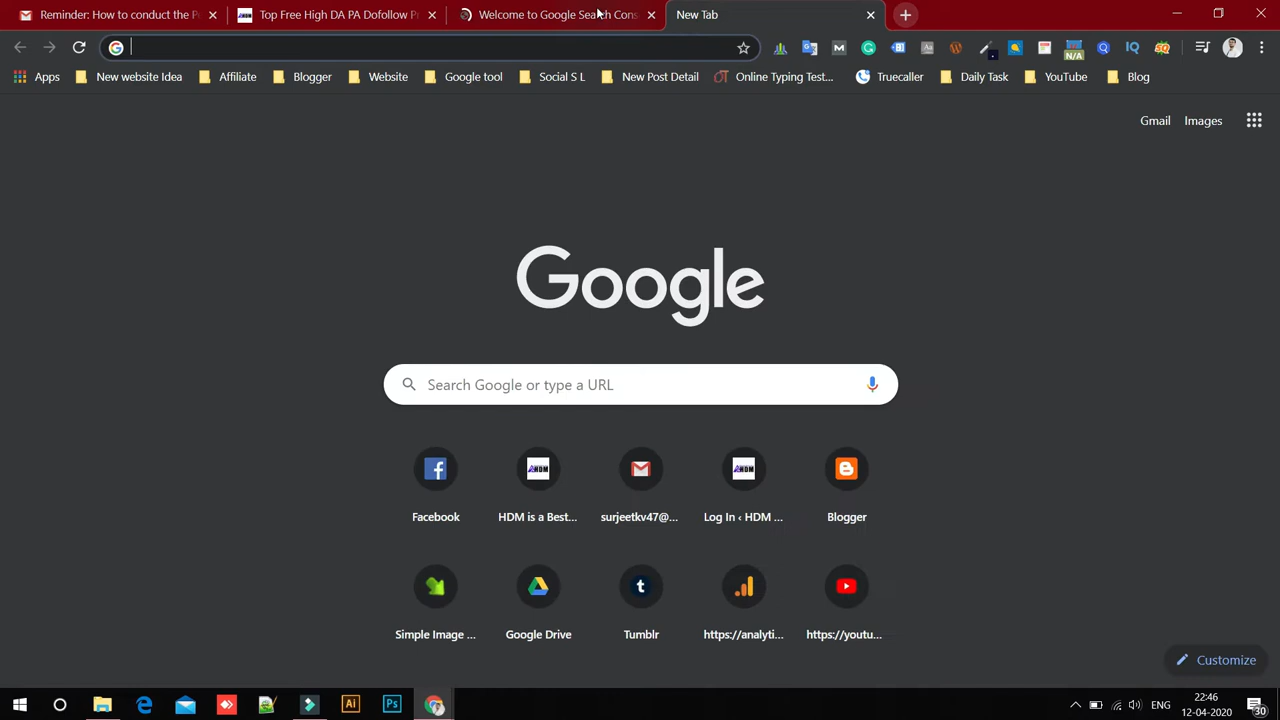 Reminder: How to conduct the P
Top Free High DA PA Dofollow P
Welcome to Google Search Cons
New Tab
N/A
Apps
New website Idea
Affiliate
Blogger
Website
Google tool
Social S L
New Post Detail
Online Typing Test...
Truecaller
Daily Task
YouTube
Blog
Gmail
Images
Google
Search Google or type a URL
Facebook
HDM is a Best...
surjeetkv47@...
Log In ‹ HDM ...
Blogger
Simple Image ...
Google Drive
Tumblr
https://analyti...
https://youtu...
Customize
Ai
Ps
ENG
22:46
12-04-2020
30